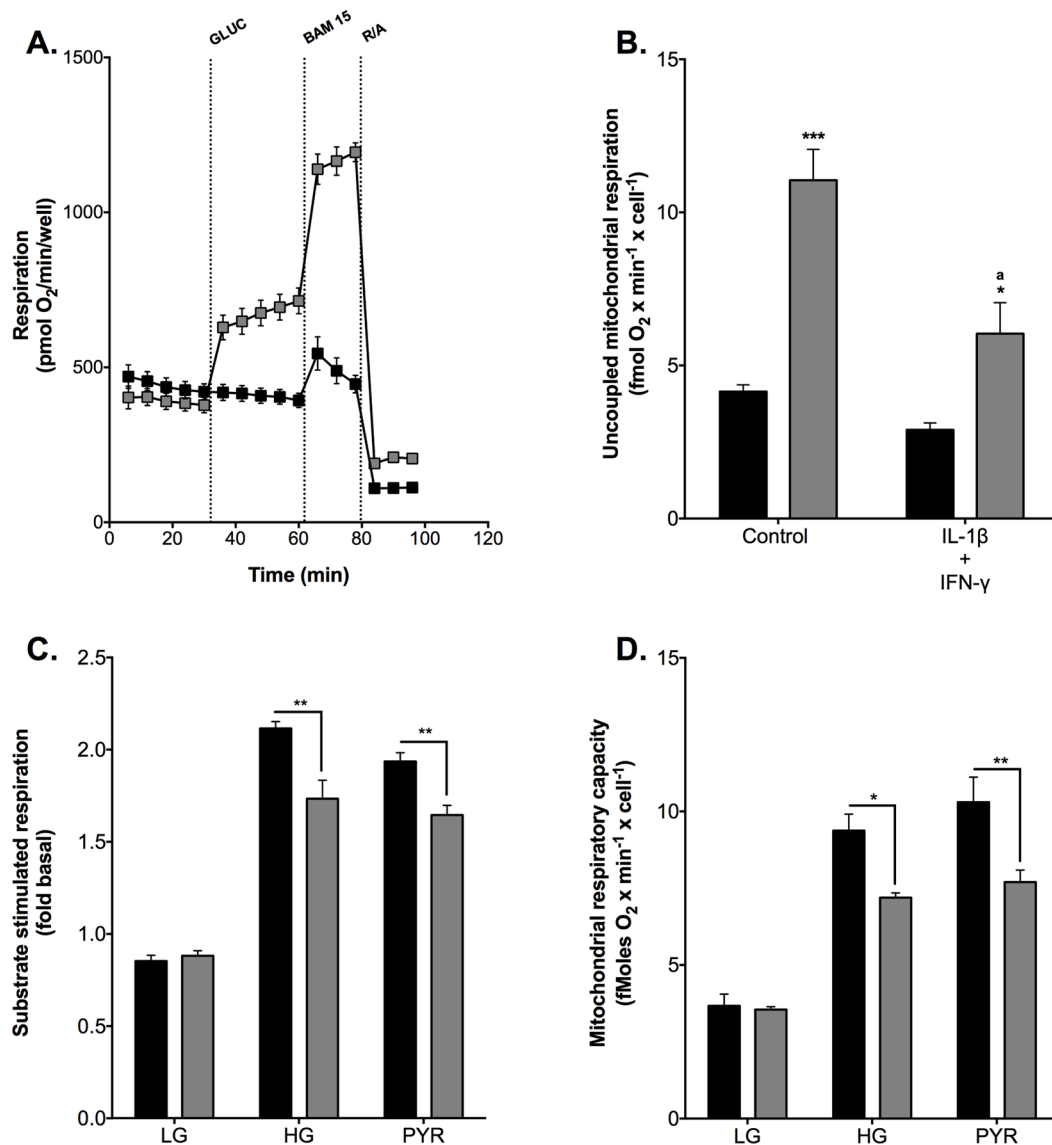 A.
GLUC
BAM 15
R/A
1500
1000
500
0
Respiration
(pmol O₂/min/well)
0 20 40 60 80 100 120
Time (min)
B.
15
10
5
0
Uncoupled mitochondrial respiration
(fmol O₂ x min⁻¹ x cell⁻¹)
***
a
*
Control
IL-1β
+
IFN-γ
C.
2.5
2.0
1.5
1.0
0.5
0.0
Substrate stimulated respiration
(fold basal)
**
**
LG HG PYR
D.
15
10
5
0
Mitochondrial respiratory capacity
(fMoles O₂ x min⁻¹ x cell⁻¹)
*
**
LG HG PYR